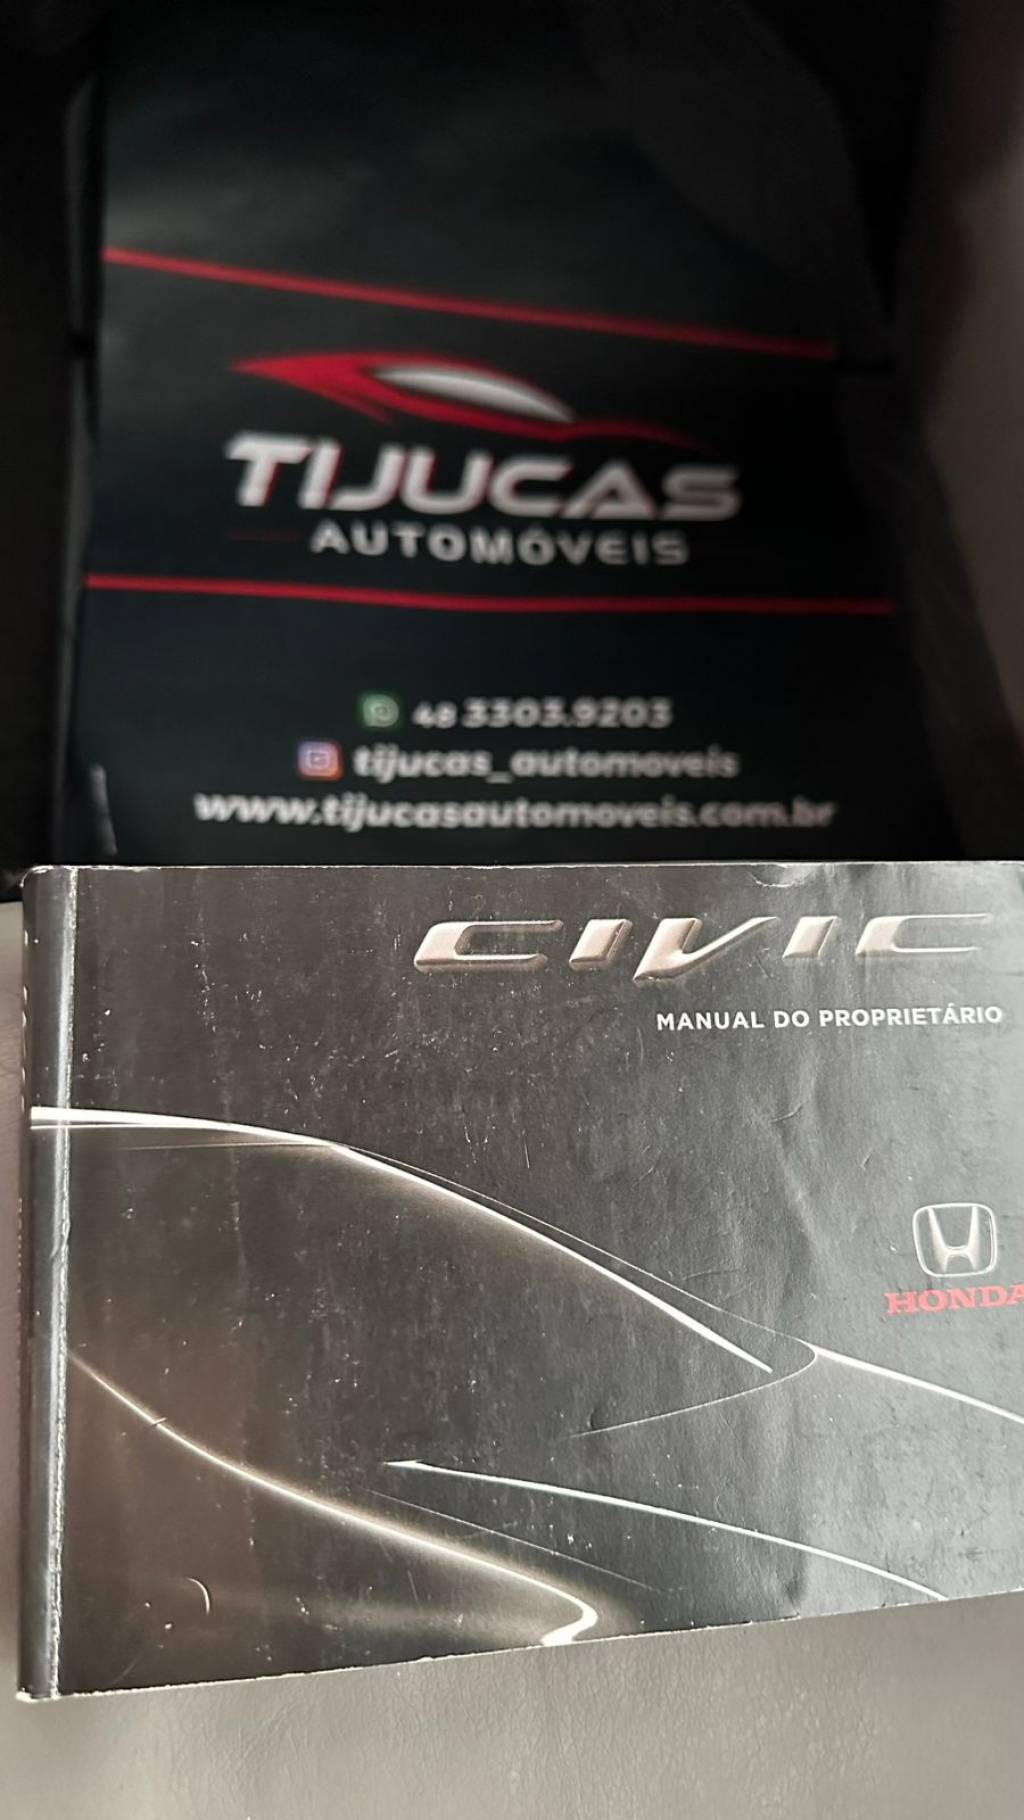 TIJUCAS
AUTOMÓVEIS
48 3303.9203
tijucas_automoveis
www.tijucasautomoveis.com.br
CIVIC
MANUAL DO PROPRIETÁRIO
HONDA